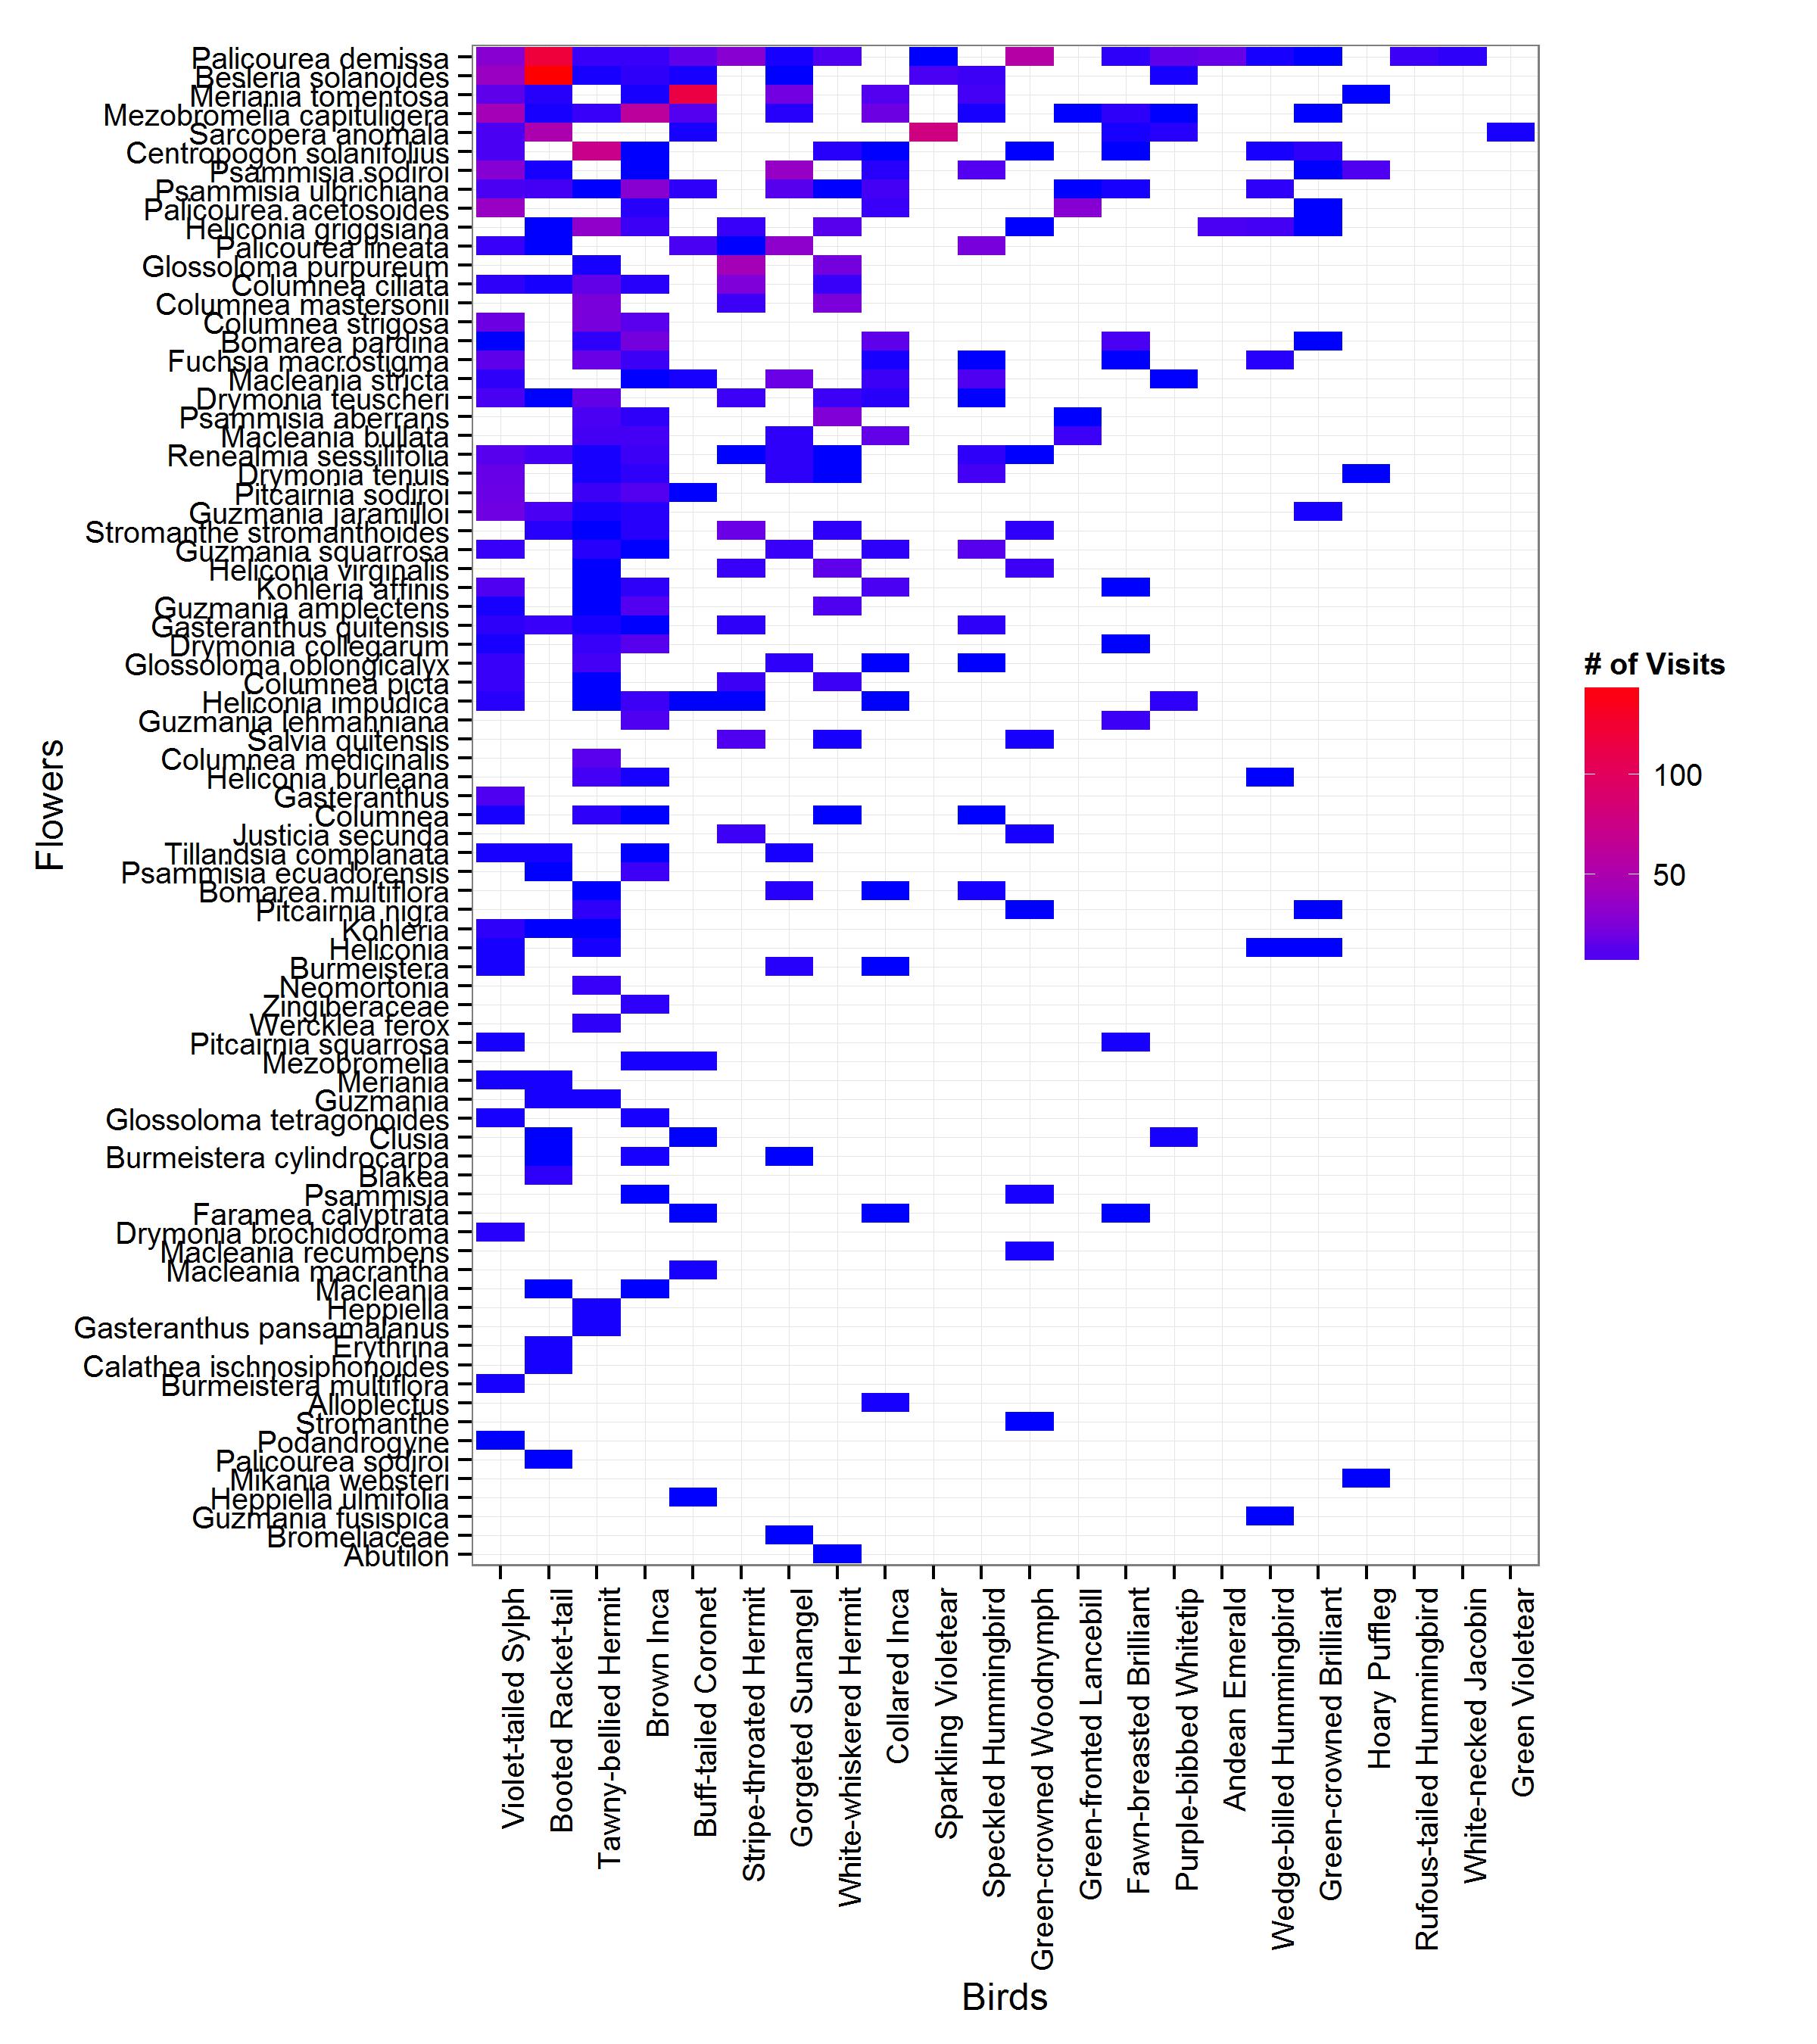 Palicourea demissa
Besleria solanoides
Meriania tomentosa
Mezobromelia capituligera
Sarcopera anomala
Centropogon solanifolius
Psammisia sodiroi
Psammisia ulbrichiana
Palicourea acetosoides
Heliconia griggsiana
Palicourea lineata
Glossoloma purpureum
Columnea ciliata
Columnea mastersonii
Columnea strigosa
Bomarea pardina
Fuchsia macrostigma
Macleania stricta
Drymonia teuscheri
Psammisia aberrans
Macleania bullata
Renealmia sessilifolia
Drymonia tenuis
Pitcairnia sodiroi
Guzmania jaramilloi
Stromanthe stromanthoides
Guzmania squarrosa
Heliconia virginalis
Kohleria affinis
Guzmania amplectens
Gasteranthus quitensis
Drymonia collegarum
Glossoloma oblongicalyx
Columnea picta
Heliconia impudica
Guzmania lehmanniana
Salvia quitensis
Columnea medicinalis
Heliconia burleana
Gasteranthus
Columnea
Justicia secunda
Tillandsia complanata
Psammisia ecuadorensis
Bomarea multiflora
Pitcairnia nigra
Kohleria
Heliconia
Burmeistera
Neomortonia
Zingiberaceae
Wercklea ferox
Pitcairnia squarrosa
Mezobromelia
Meriania
Guzmania
Glossoloma tetragonoides
Clusia
Burmeistera cylindrocarpa
Blakea
Psammisia
Faramea calyptrata
Drymonia brochidodroma
Macleania recumbens
Macleania macrantha
Macleania
Heppiella
Gasteranthus pansamalanus
Erythrina
Calathea ischnosiphonoides
Burmeistera multiflora
Alloplectus
Stromanthe
Podandrogyne
Palicourea sodiroi
Mikania websteri
Heppiella ulmifolia
Guzmania fusispica
Bromeliaceae
Abutilon
Flowers
# of Visits
100
50
Violet-tailed Sylph
Booted Racket-tail
Tawny-bellied Hermit
Brown Inca
Buff-tailed Coronet
Stripe-throated Hermit
Gorgeted Sunangel
White-whiskered Hermit
Collared Inca
Sparkling Violetear
Speckled Hummingbird
Green-crowned Woodnymph
Green-fronted Lancebill
Fawn-breasted Brilliant
Purple-bibbed Whitetip
Andean Emerald
Wedge-billed Hummingbird
Green-crowned Brilliant
Hoary Puffleg
Rufous-tailed Hummingbird
White-necked Jacobin
Green Violetear
Birds